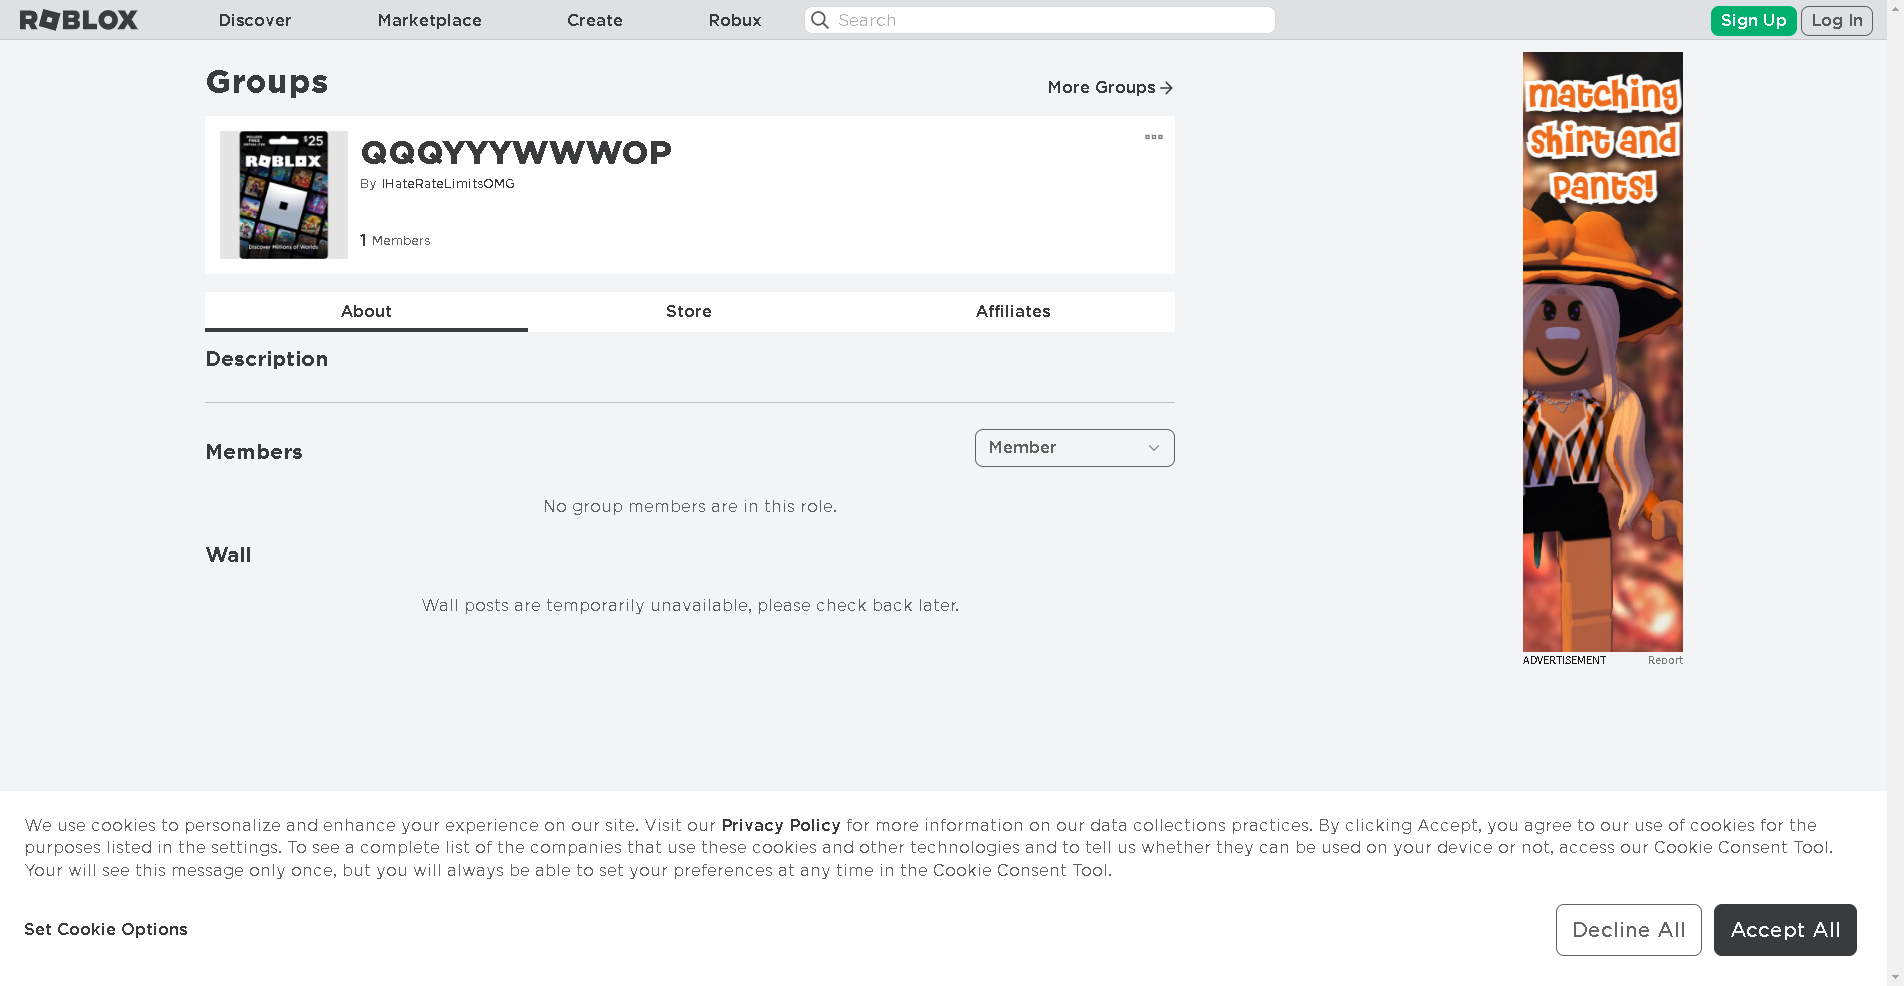 ROBLOX
Discover
Marketplace
Create
Robux
Search
Sign Up
Log In
Groups
More Groups
INCLUDES
FREE
VIRTUAL ITEM
$25
ROBLOX
Discover Millions of Worlds
QQQYYYWWWOP
By IHateRateLimitsOMG
1 Members
About
Store
Affiliates
Description
Members
Member
No group members are in this role.
Wall
Wall posts are temporarily unavailable, please check back later.
matching
shirt and
pants!
ADVERTISEMENT
Report
We use cookies to personalize and enhance your experience on our site. Visit our Privacy Policy for more information on our data collections practices. By clicking Accept, you agree to our use of cookies for the
purposes listed in the settings. To see a complete list of the companies that use these cookies and other technologies and to tell us whether they can be used on your device or not, access our Cookie Consent Tool.
Your will see this message only once, but you will always be able to set your preferences at any time in the Cookie Consent Tool.
Set Cookie Options
Decline All
Accept All